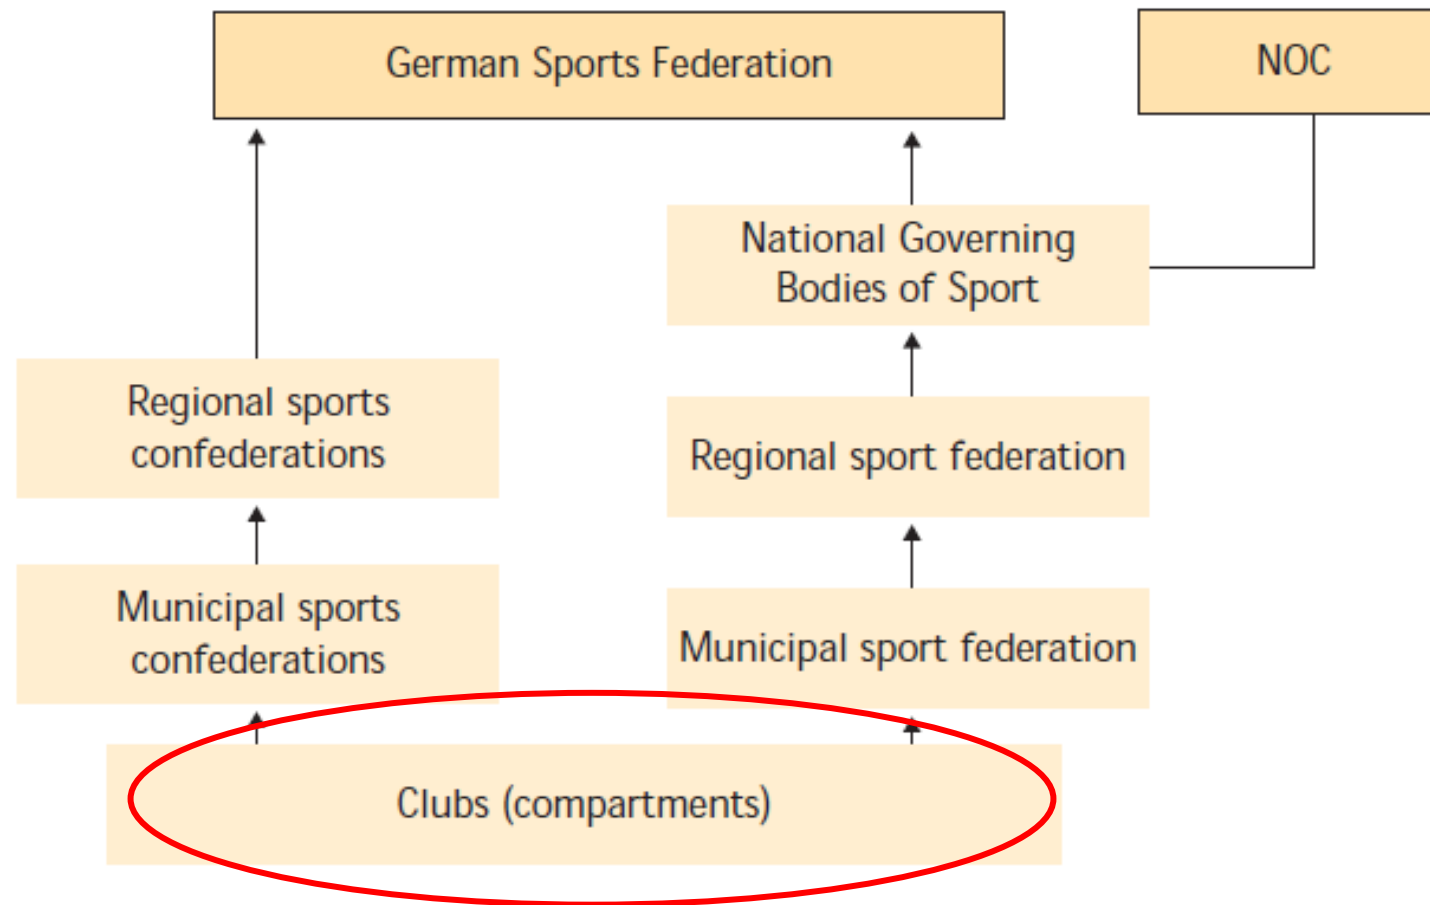 German Sports Federation
NOC
National Governing
Bodies of Sport
Regional sports
confederations
Regional sport federation
Municipal sports
confederations
Municipal sport federation
Clubs (compartments)